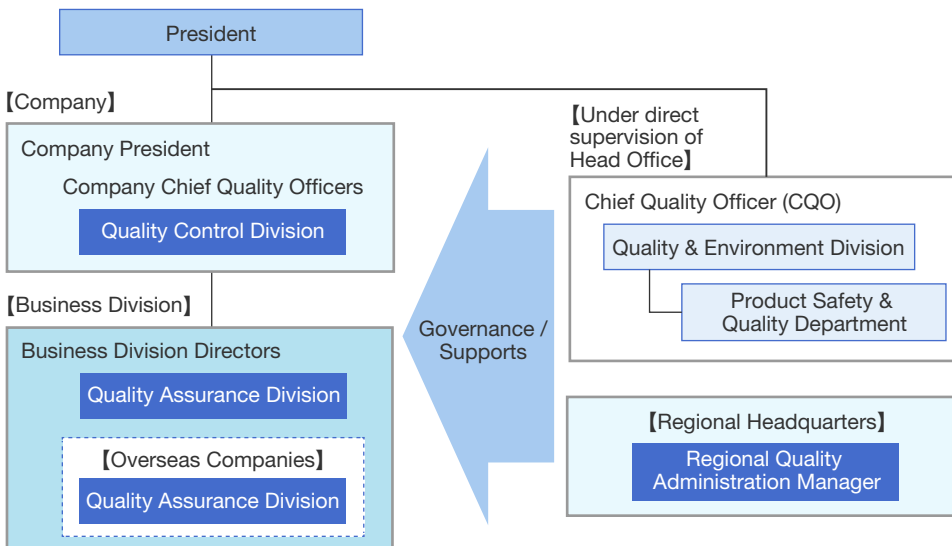 President
【Company】
Company President
Company Chief Quality Officers
Quality Control Division
【Business Division】
Business Division Directors
Quality Assurance Division
【Overseas Companies】
Quality Assurance Division
Governance /
Supports
【Under direct
supervision of
Head Office】
Chief Quality Officer (CQO)
Quality & Environment Division
Product Safety &
Quality Department
【Regional Headquarters】
Regional Quality
Administration Manager